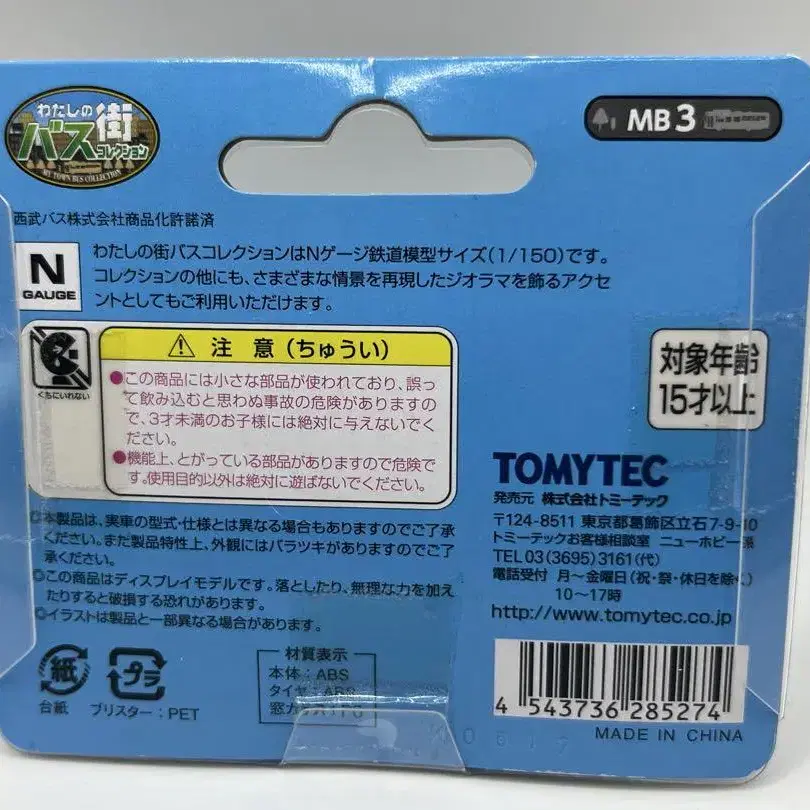 わたしの街
バス
コレクション
MY TOWN BUS COLLECTION
MB3
西武バス株式会社商品化許諾済
N
GAUGE
わたしの街バスコレクションはNゲージ鉄道模型サイズ(1/150)です。
コレクションの他にも、さまざまな情景を再現したジオラマを飾るアクセ
ントとしてもご利用いただけます。
くちにいれない
注 意(ちゅうい)
●この商品には小さな部品が使われており、誤っ
て飲み込むと思わぬ事故の危険がありますの
で、3才未満のお子様には絶対に与えないでく
ださい。
●機能上、とがっている部品がありますので危険で
す。使用目的以外は絶対に遊ばないでください。
対象年齢
15才以上
◎本製品は、実車の型式・仕様とは異なる場合もありますのでご了承
ください。また製品特性上、外観にはバラツキがありますのでご了
承ください。
◎この商品はディスプレイモデルです。落としたり、無理な力を加え
たりすると破損する恐れがあります。
◎イラストは製品と一部異なる場合があります。
TOMYTEC
発売元 株式会社トミーテック
〒124-8511 東京都葛飾区立石7-9-10
トミーテックお客様相談室 ニューホビー係
TEL 03(3695)3161(代)
電話受付 月〜金曜日(祝・祭・休日を除く)
10〜17時
http://www.tomytec.co.jp
紙
台紙
プラ
ブリスター:PET
材質表示
本体:ABS
タイヤ:ABS
4 543736 285274
MADE IN CHINA